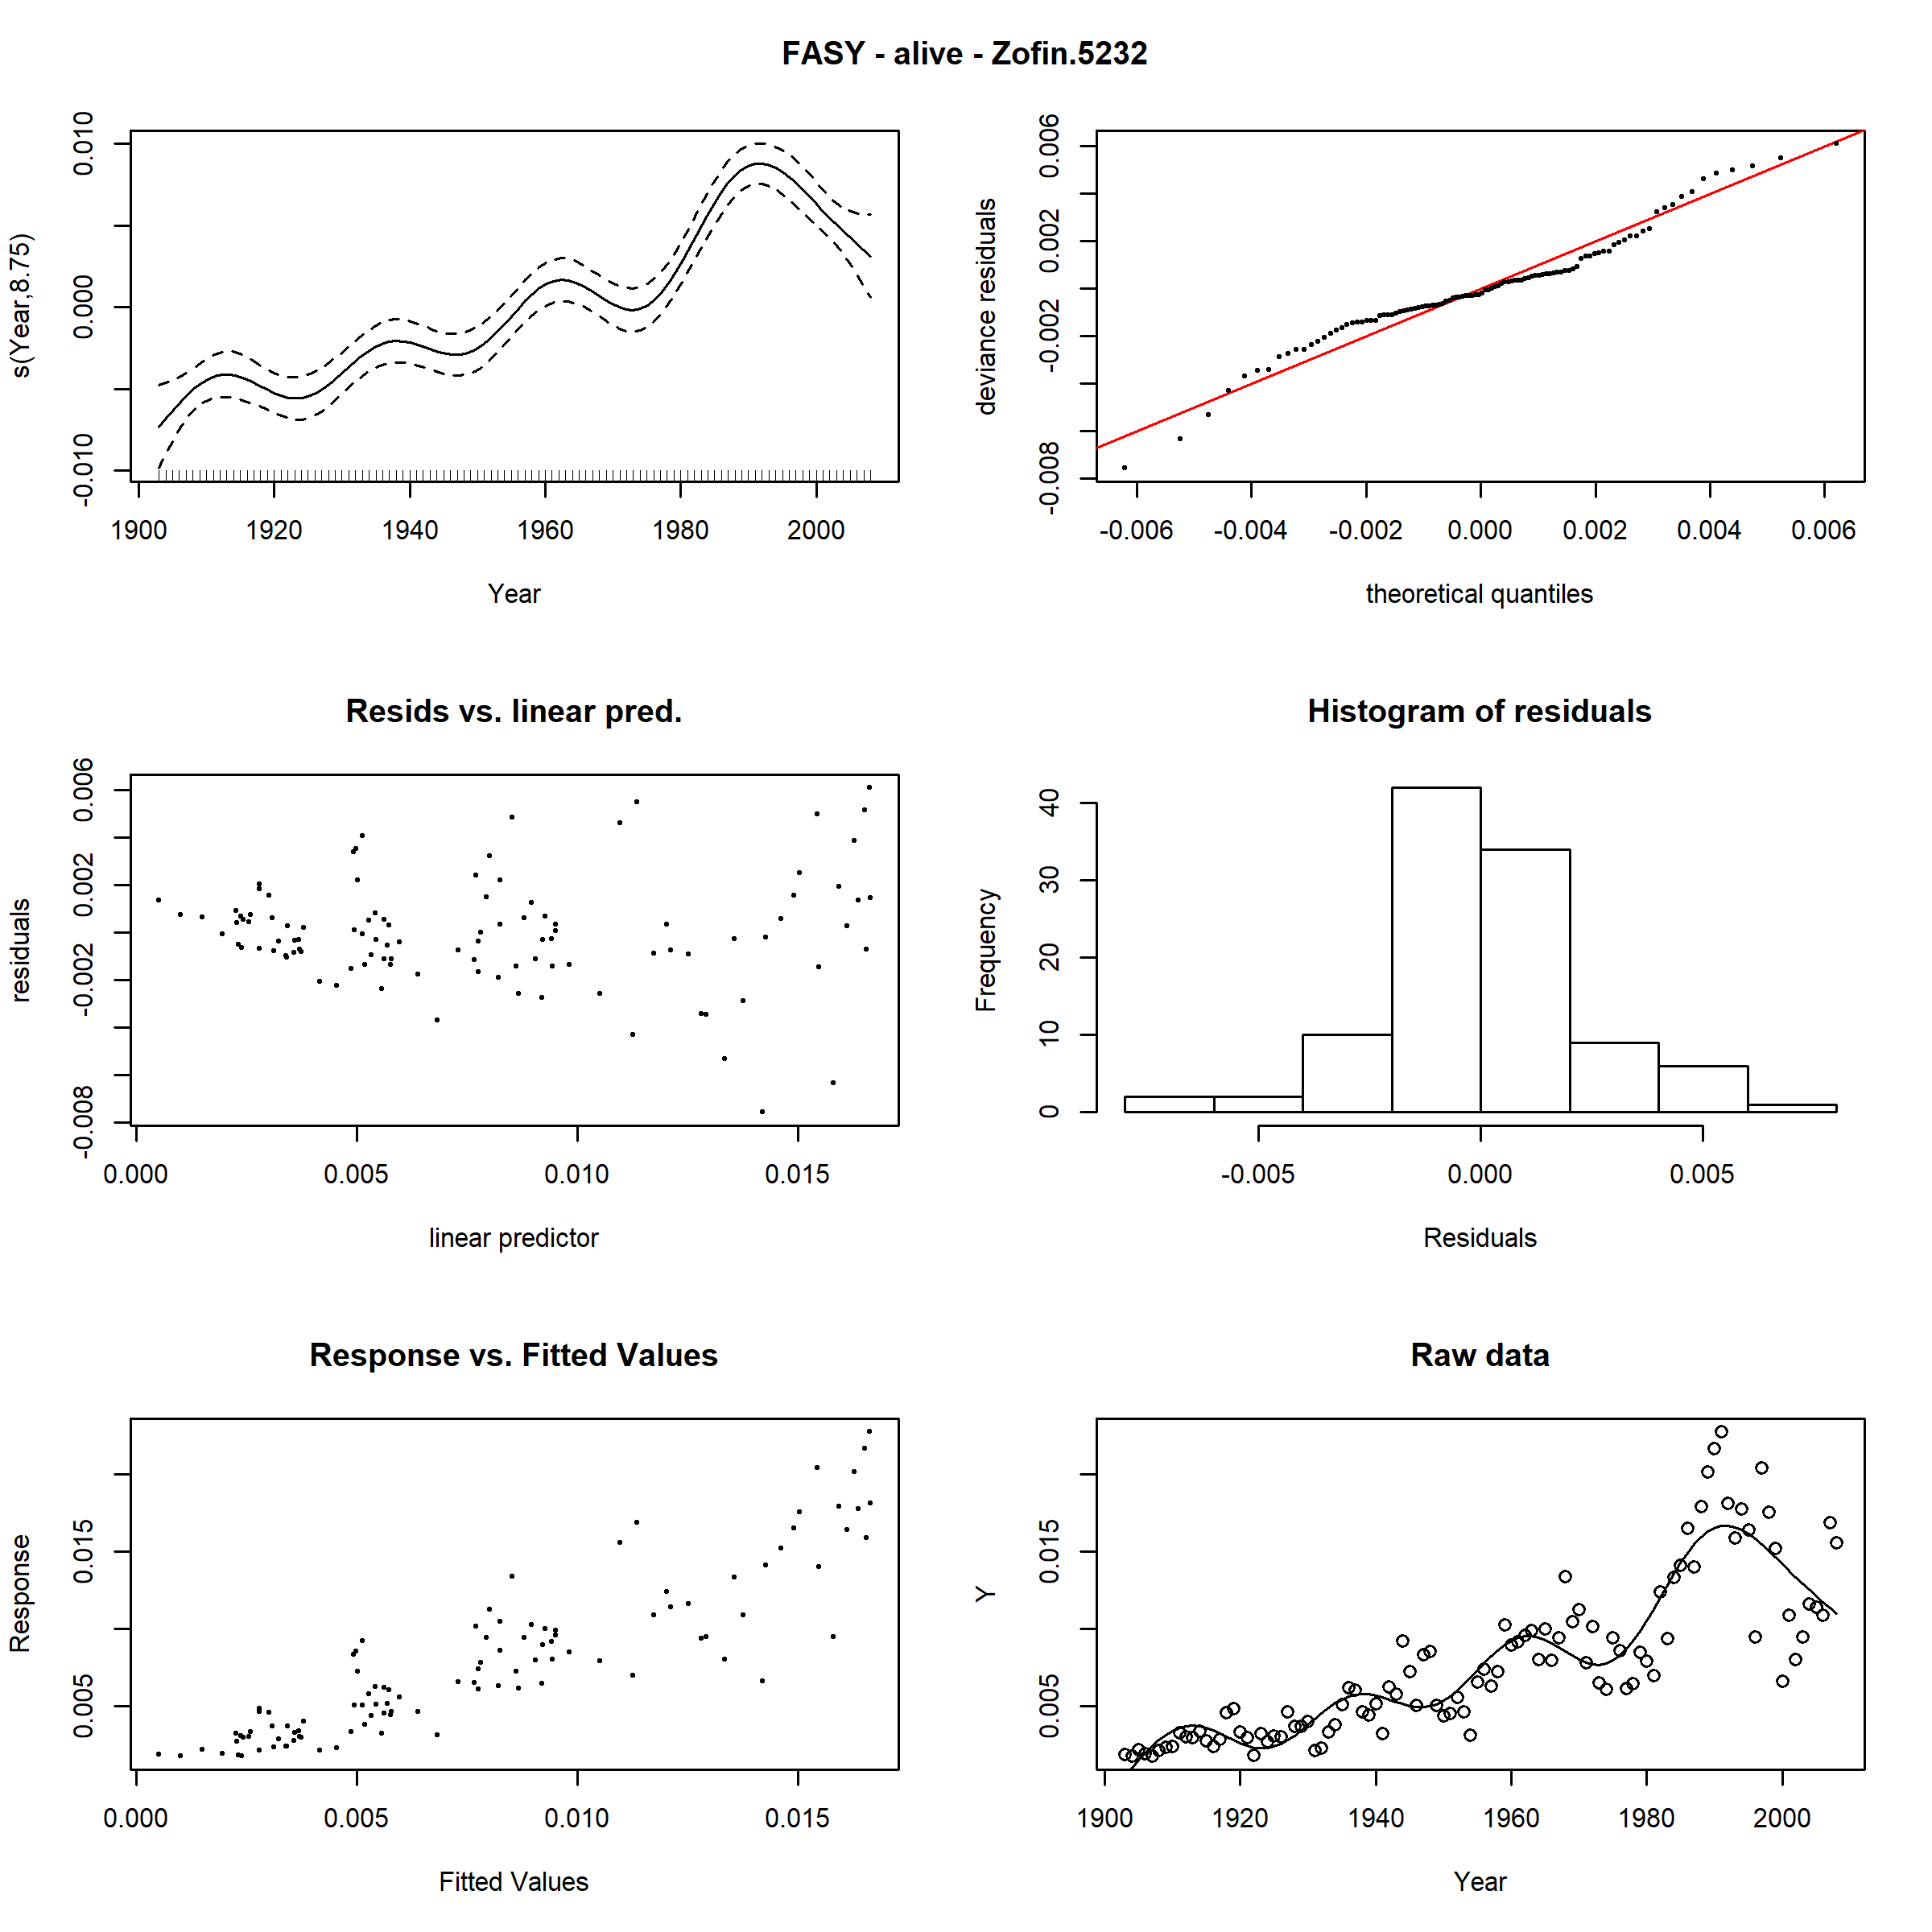 FASY - alive - Zofin.5232
s(Year,8.75)
0.010
0.000
-0.010
1900 1920 1940 1960 1980 2000
Year
deviance residuals
0.006
0.002
-0.002
-0.008
-0.006 -0.004 -0.002 0.000 0.002 0.004 0.006
theoretical quantiles
Resids vs. linear pred.
residuals
0.006
0.002
-0.002
-0.008
0.000 0.005 0.010 0.015
linear predictor
Histogram of residuals
Frequency
40
30
20
10
0
-0.005 0.000 0.005
Residuals
Response vs. Fitted Values
Response
0.015
0.005
0.000 0.005 0.010 0.015
Fitted Values
Raw data
Y
0.015
0.005
1900 1920 1940 1960 1980 2000
Year